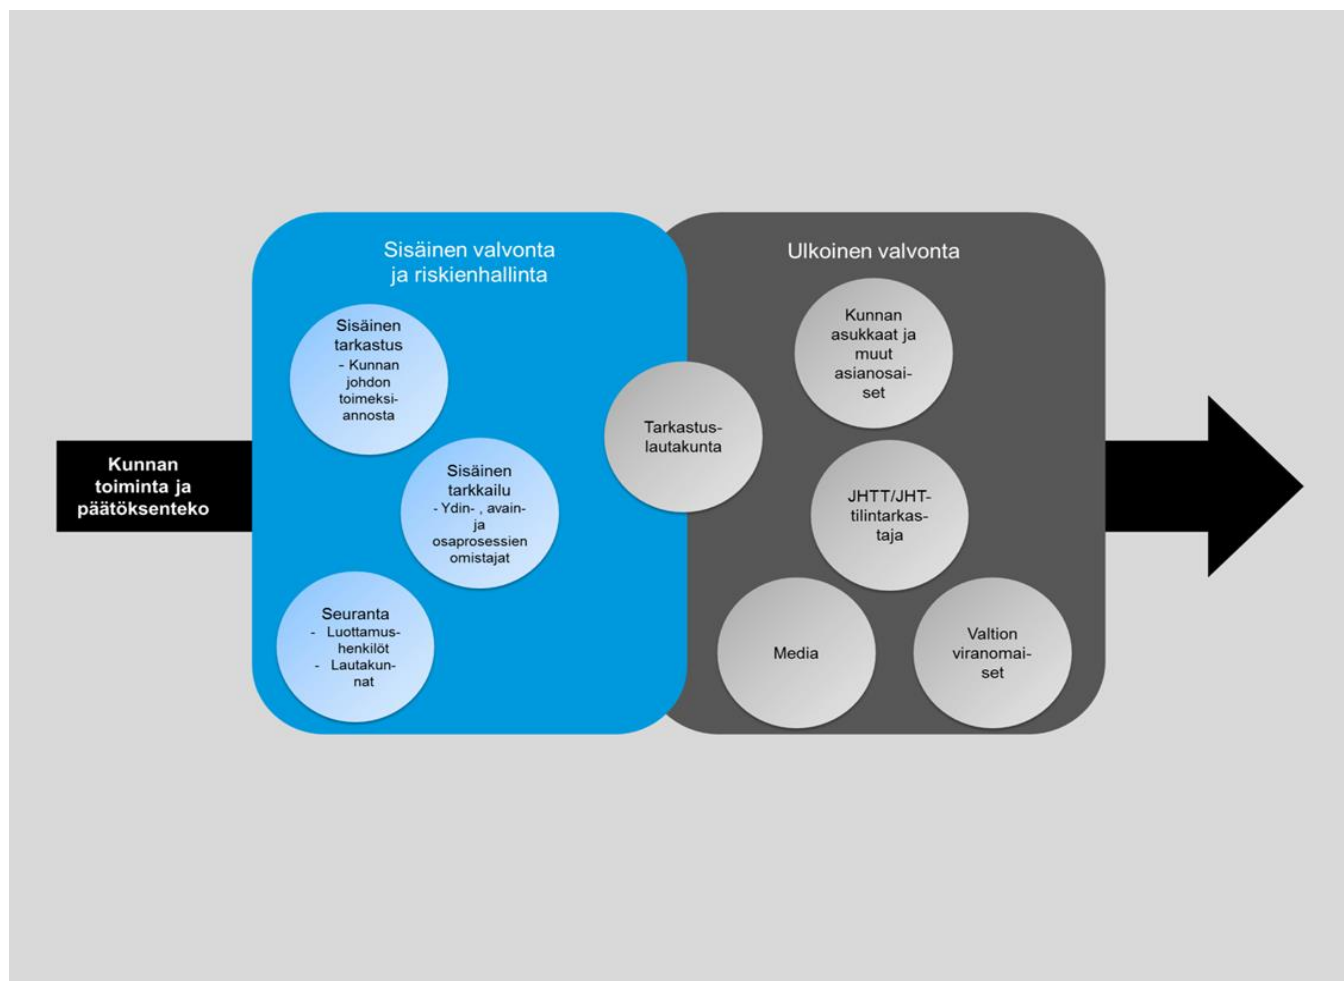 Kunnan
toiminta ja
päätöksenteko
Sisäinen valvonta
ja riskienhallinta
Sisäinen
tarkastus
- Kunnan
johdon
toimeksi-
annosta
Sisäinen
tarkkailu
- Ydin- , avain-
ja
osaprosessien
omistajat
Seuranta
- Luottamus-
henkilöt
- Lautakun-
nat
Tarkastus-
lautakunta
Ulkoinen valvonta
Kunnan
asukkaat ja
muut
asianosai-
set
JHTT/JHT-
tilintarkas-
taja
Media
Valtion
viranomai-
set